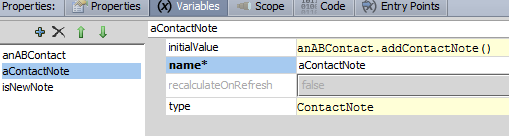 Properties: Properties (x) Variables Scope Code Entry Points
aContactNote
anABContact
aContactNote
isNewNote
initialValue anABContact.addContactNote()
name* aContactNote
recalculateOnRefresh false
type ContactNote